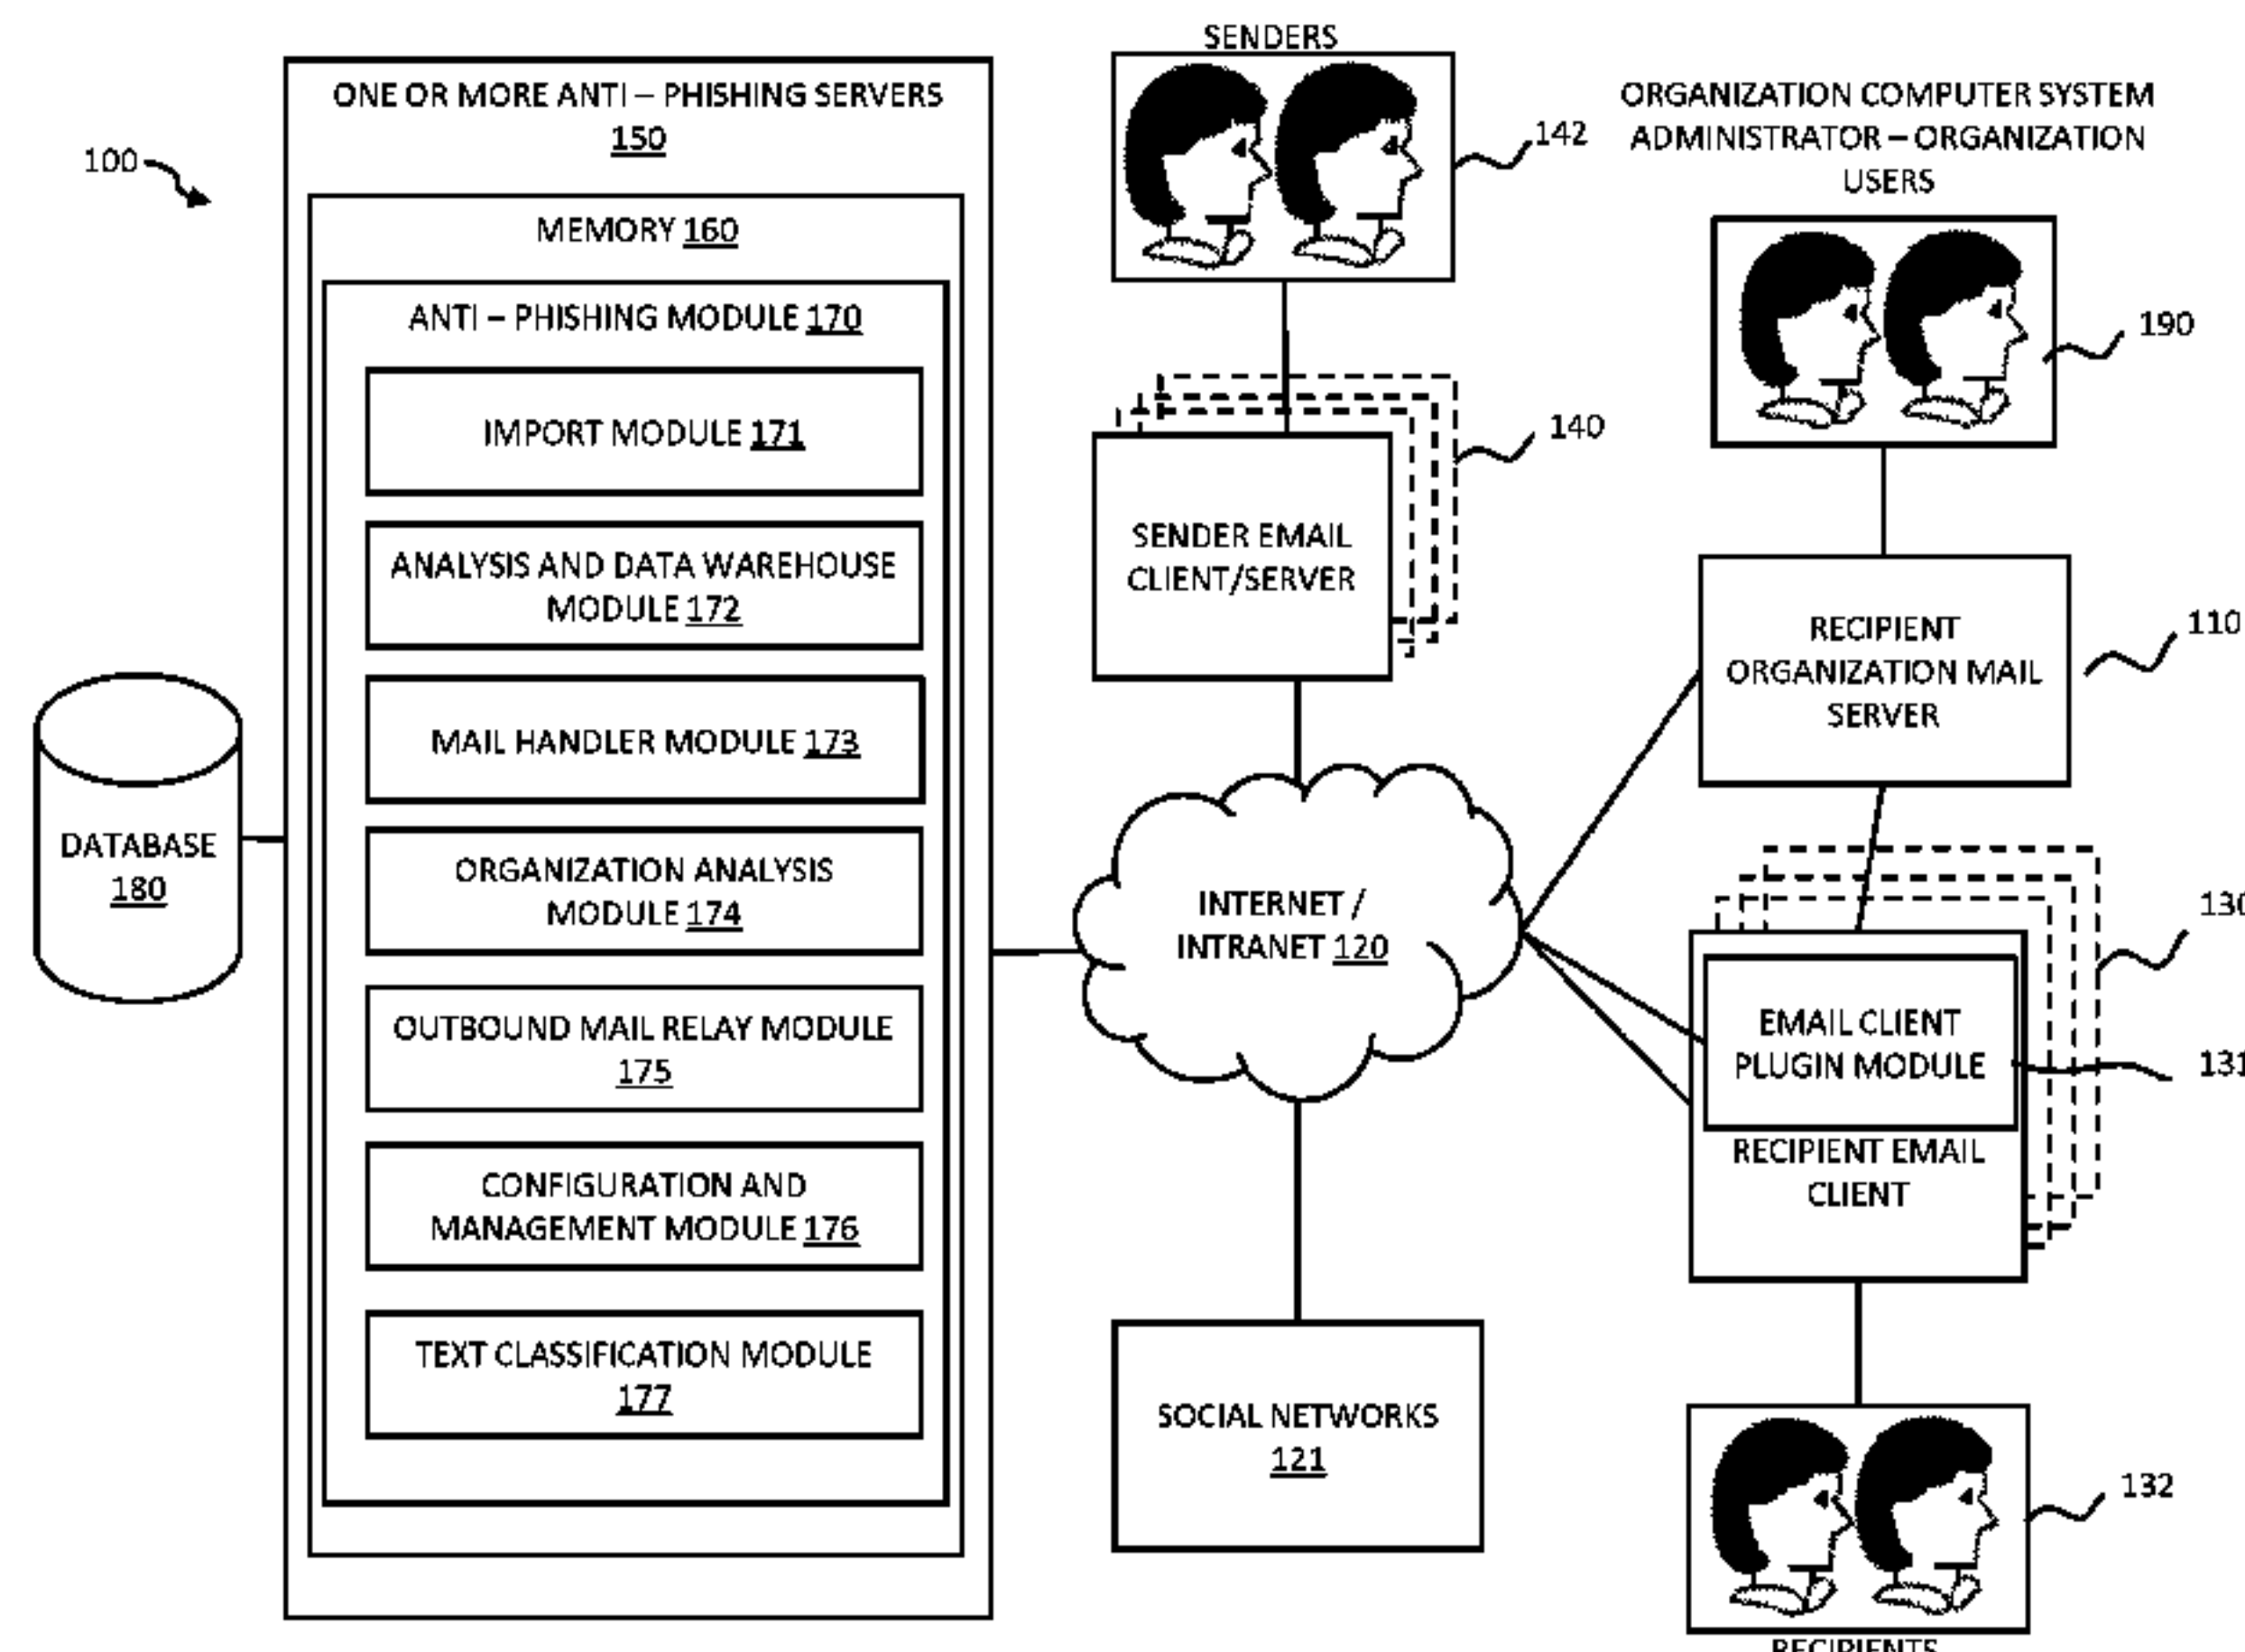 100
ONE OR MORE ANTI – PHISHING SERVERS
150
MEMORY 160
ANTI – PHISHING MODULE 170
IMPORT MODULE 171
ANALYSIS AND DATA WAREHOUSE
MODULE 172
MAIL HANDLER MODULE 173
ORGANIZATION ANALYSIS
MODULE 174
OUTBOUND MAIL RELAY MODULE
175
CONFIGURATION AND
MANAGEMENT MODULE 176
TEXT CLASSIFICATION MODULE
177
DATABASE
180
SENDERS
142
140
SENDER EMAIL
CLIENT/SERVER
INTERNET /
INTRANET 120
SOCIAL NETWORKS
121
ORGANIZATION COMPUTER SYSTEM
ADMINISTRATOR – ORGANIZATION
USERS
190
RECIPIENT
ORGANIZATION MAIL
SERVER
110
130
EMAIL CLIENT
PLUGIN MODULE
131
RECIPIENT EMAIL
CLIENT
132
RECIPIENTS